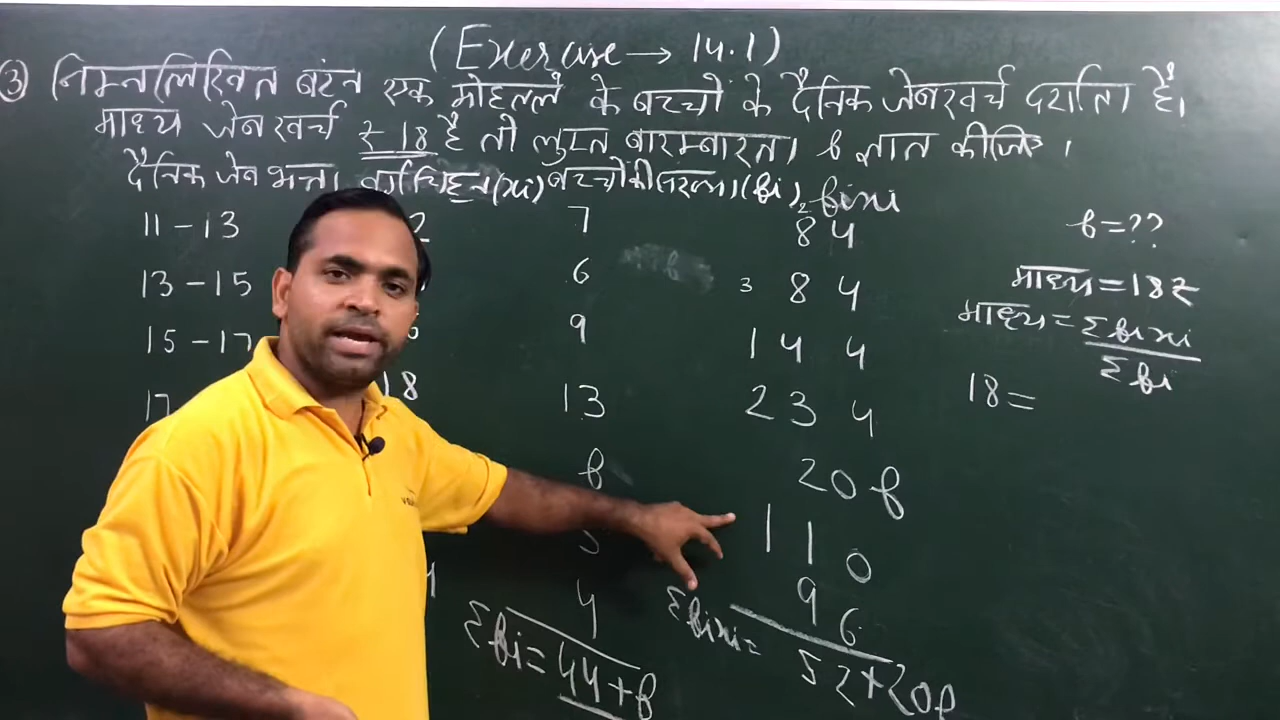 (Exercise → 14.1)
③ निम्नलिखित बंटन एक मोहल्ले के बच्चों के दैनिक जेबखर्च दर्शाता है।
माध्य जेबखर्च ₹ 18 है तो लुप्त बारम्बारता f ज्ञात कीजिए ।
दैनिक जेब भत्ता वर्ग चिह्न (xi) बच्चों की संख्या (fi) fixi
11 – 13 2 7 84
13 – 15 6 84
15 – 17 9 144
17 18 13 234
f 20f
5 110
4 96
Σfi = 44 + f Σfixi = 52 + 20f
f = ??
माध्य = 18₹
माध्य = Σfixi / Σfi
18 =